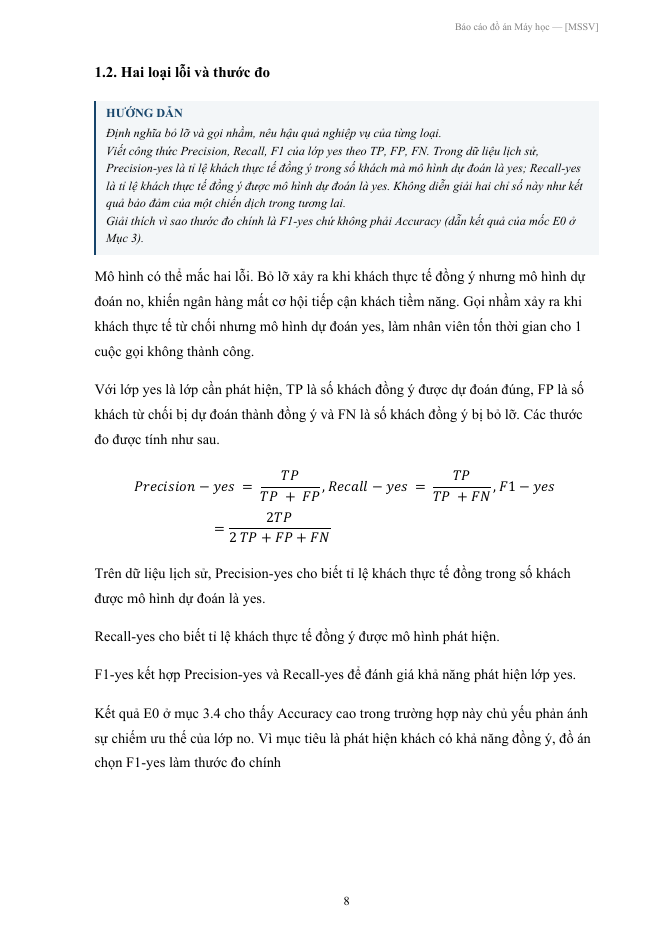 Báo cáo đồ án Máy học — [MSSV]
1.2. Hai loại lỗi và thước đo
HƯỚNG DẪN
Định nghĩa bỏ lỡ và gọi nhầm, nêu hậu quả nghiệp vụ của từng loại.
Viết công thức Precision, Recall, F1 của lớp yes theo TP, FP, FN. Trong dữ liệu lịch sử,
Precision-yes là tỉ lệ khách thực tế đồng ý trong số khách mà mô hình dự đoán là yes; Recall-yes
là tỉ lệ khách thực tế đồng ý được mô hình dự đoán là yes. Không diễn giải hai chỉ số này như kết
quả bảo đảm của một chiến dịch trong tương lai.
Giải thích vì sao thước đo chính là F1-yes chứ không phải Accuracy (dẫn kết quả của mốc E0 ở
Mục 3).
Mô hình có thể mắc hai lỗi. Bỏ lỡ xảy ra khi khách thực tế đồng ý nhưng mô hình dự
đoán no, khiến ngân hàng mất cơ hội tiếp cận khách tiềm năng. Gọi nhầm xảy ra khi
khách thực tế từ chối nhưng mô hình dự đoán yes, làm nhân viên tốn thời gian cho 1
cuộc gọi không thành công.
Với lớp yes là lớp cần phát hiện, TP là số khách đồng ý được dự đoán đúng, FP là số
khách từ chối bị dự đoán thành đồng ý và FN là số khách đồng ý bị bỏ lỡ. Các thước
đo được tính như sau.
Precision − yes = TP / (TP + FP), Recall − yes = TP / (TP + FN), F1 − yes
= 2TP / (2 TP + FP + FN)
Trên dữ liệu lịch sử, Precision-yes cho biết tỉ lệ khách thực tế đồng trong số khách
được mô hình dự đoán là yes.
Recall-yes cho biết tỉ lệ khách thực tế đồng ý được mô hình phát hiện.
F1-yes kết hợp Precision-yes và Recall-yes để đánh giá khả năng phát hiện lớp yes.
Kết quả E0 ở mục 3.4 cho thấy Accuracy cao trong trường hợp này chủ yếu phản ánh
sự chiếm ưu thế của lớp no. Vì mục tiêu là phát hiện khách có khả năng đồng ý, đồ án
chọn F1-yes làm thước đo chính
8